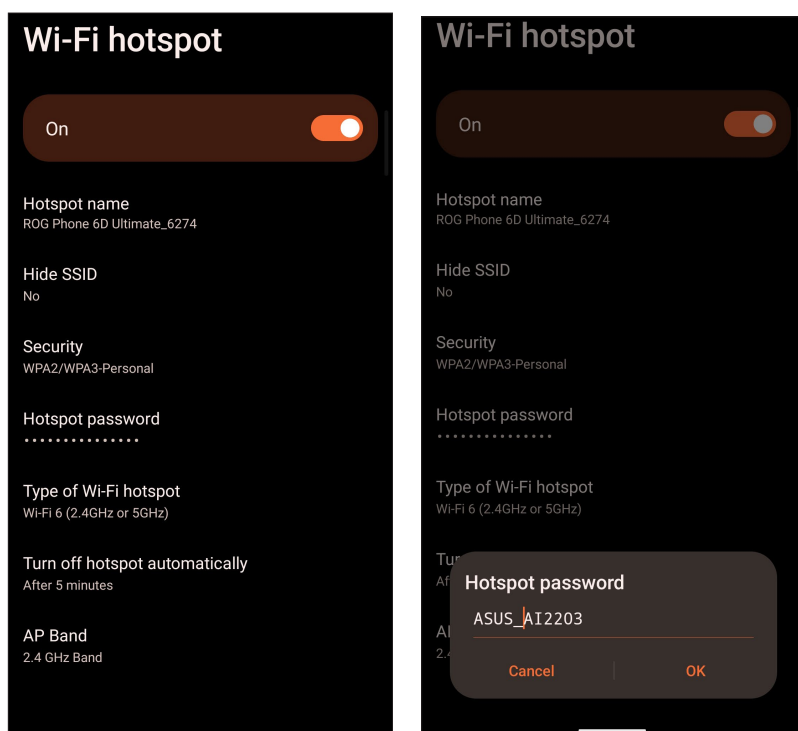 Wi-Fi hotspot
On
Hotspot name
ROG Phone 6D Ultimate_6274
Hide SSID
No
Security
WPA2/WPA3-Personal
Hotspot password
•••••••••••••••
Type of Wi-Fi hotspot
Wi-Fi 6 (2.4GHz or 5GHz)
Turn off hotspot automatically
After 5 minutes
AP Band
2.4 GHz Band
Wi-Fi hotspot
On
Hotspot name
ROG Phone 6D Ultimate_6274
Hide SSID
No
Security
WPA2/WPA3-Personal
Hotspot password
•••••••••••••••
Type of Wi-Fi hotspot
Wi-Fi 6 (2.4GHz or 5GHz)
Hotspot password
ASUS_AI2203
Cancel OK